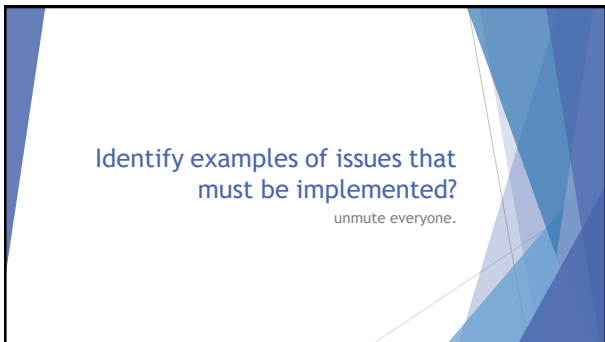 Identify examples of issues that
must be implemented?
unmute everyone.